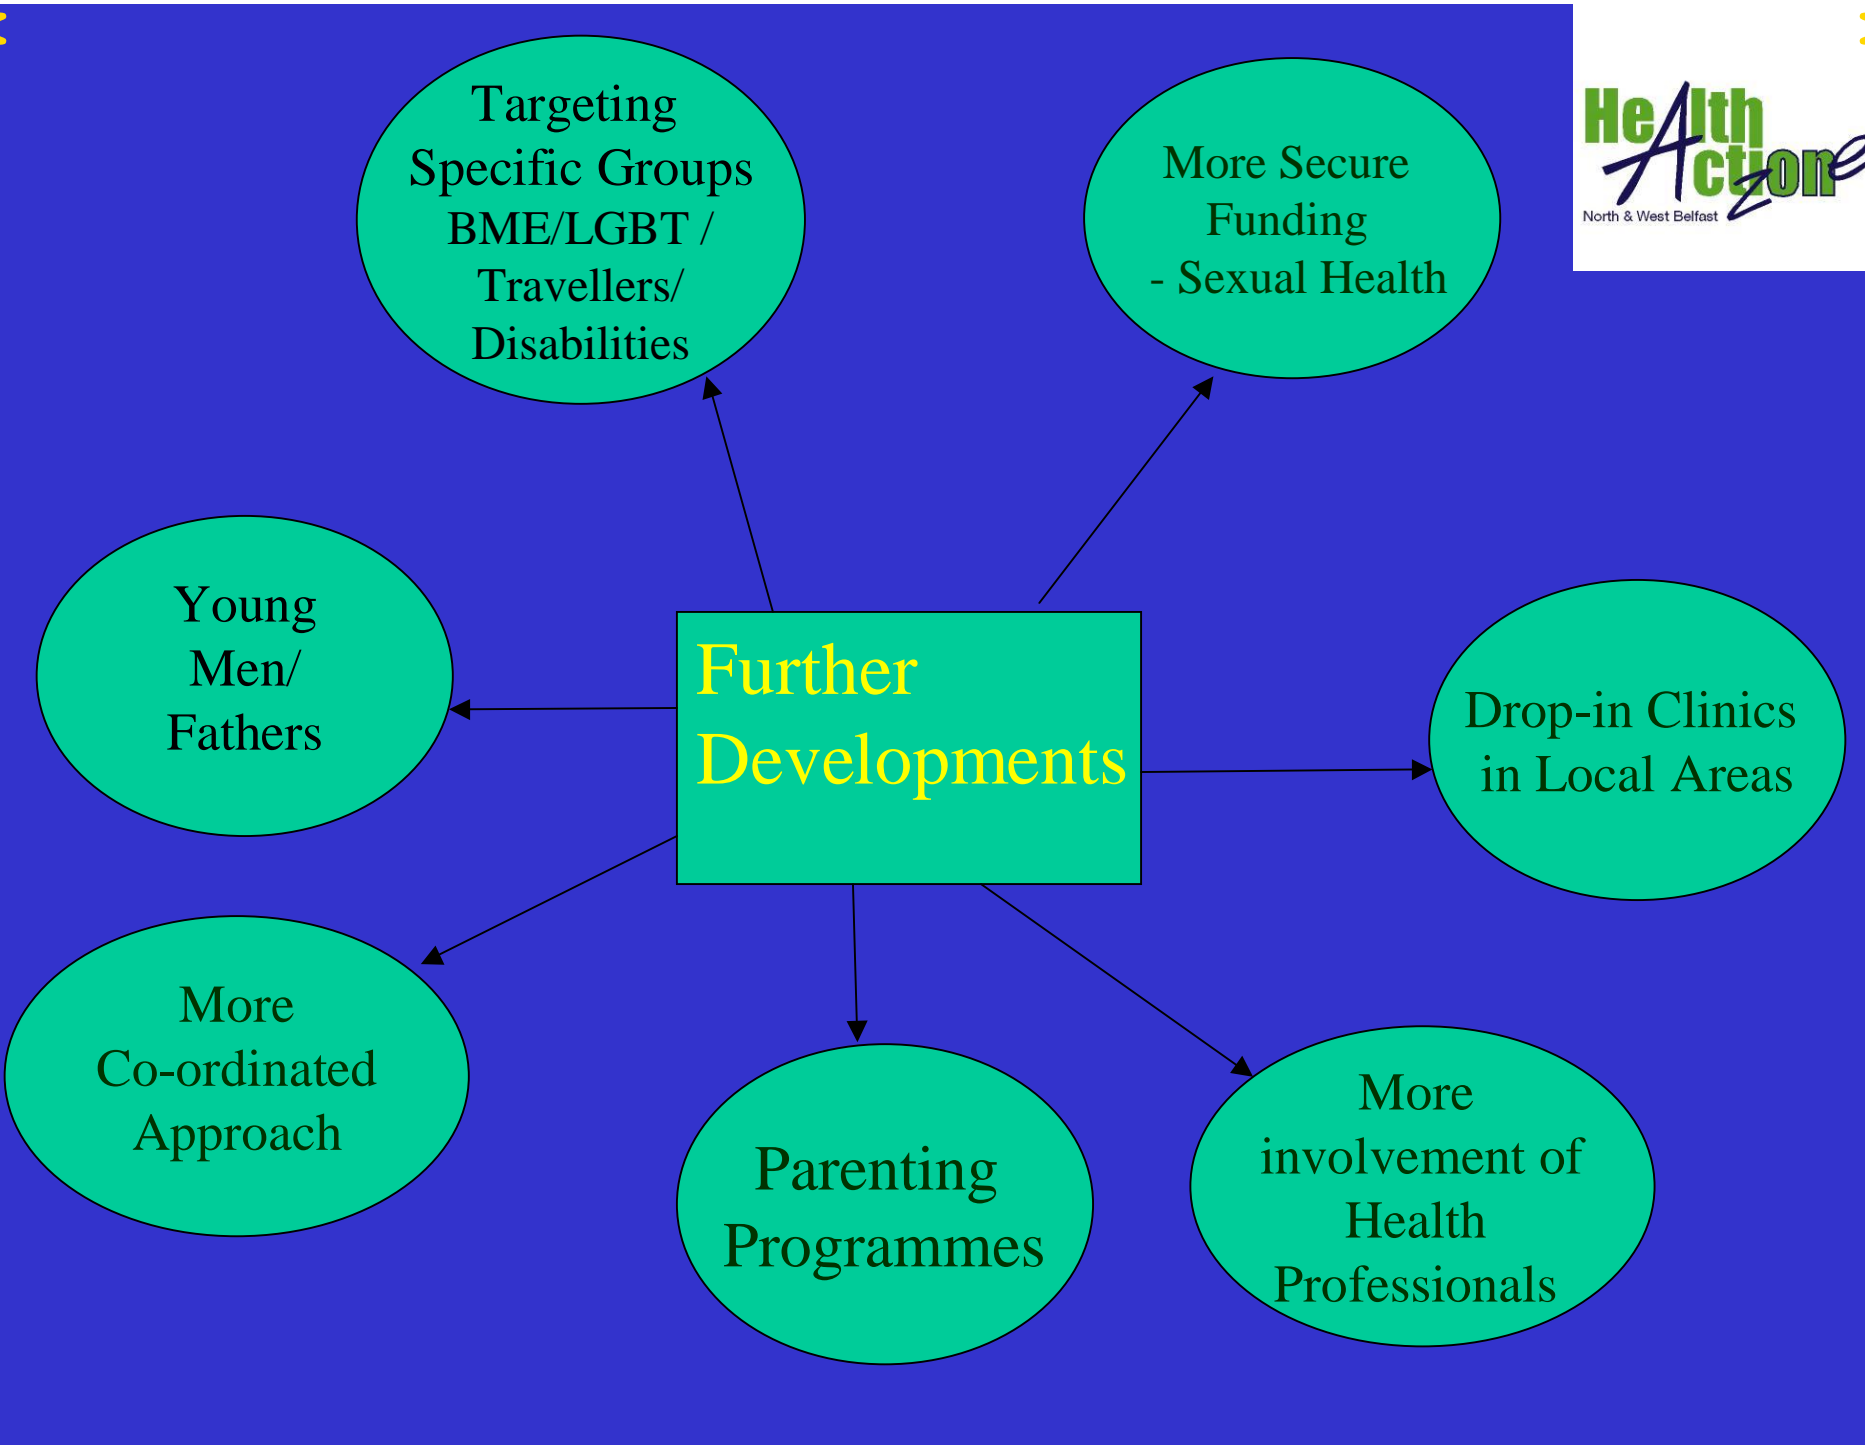 Targeting
Specific Groups
BME/LGBT /
Travellers/
Disabilities
More Secure
Funding
- Sexual Health
Health
Action
zone
North & West Belfast
Young
Men/
Fathers
Further
Developments
Drop-in Clinics
in Local Areas
More
Co-ordinated
Approach
Parenting
Programmes
More
involvement of
Health
Professionals